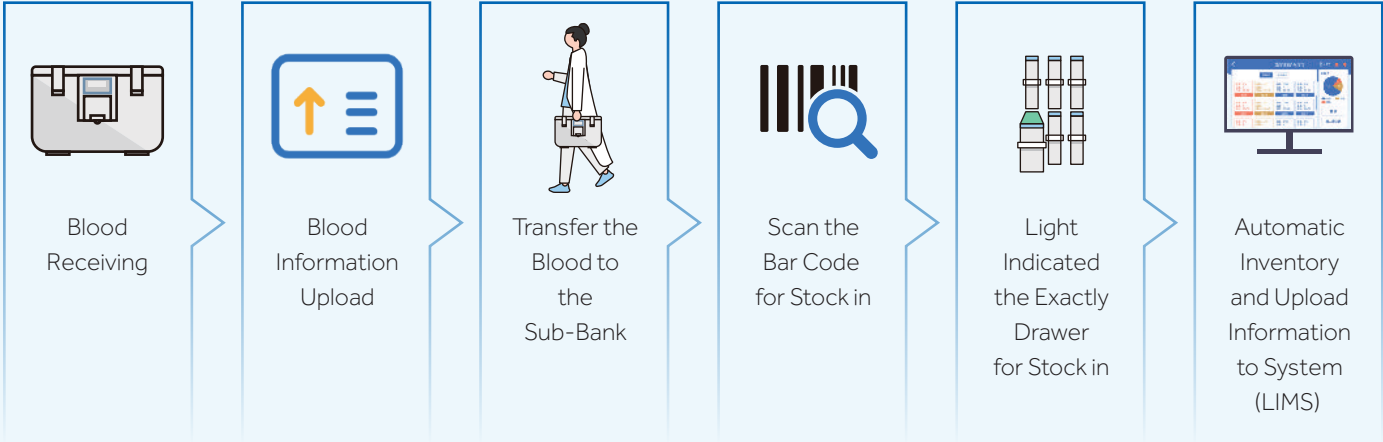 Blood
Receiving
Blood
Information
Upload
Transfer the
Blood to
the
Sub-Bank
Scan the
Bar Code
for Stock in
Light
Indicated
the Exactly
Drawer
for Stock in
Automatic
Inventory
and Upload
Information
to System
(LIMS)